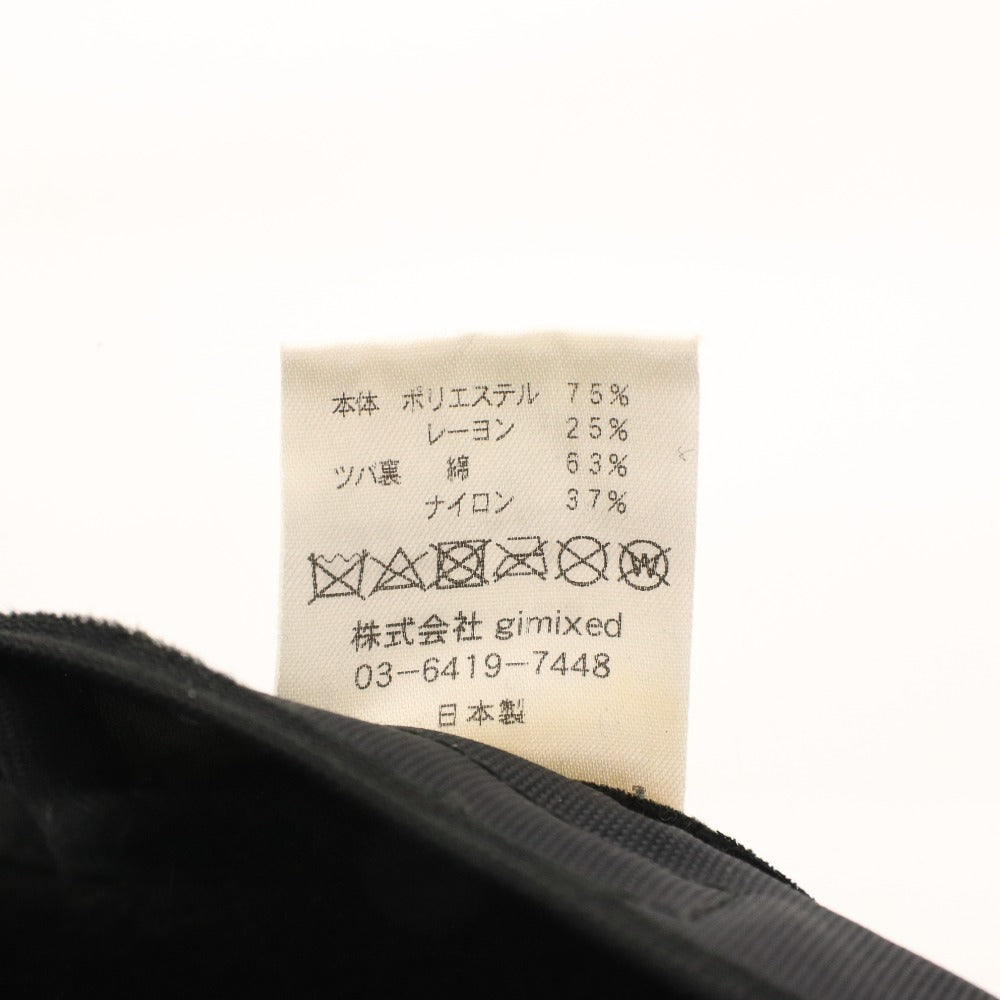 本体 ポリエステル 75%
レーヨン 25%
ツバ裏 綿 63%
ナイロン 37%
W
株式会社 gimixed
03-6419-7448
日本製